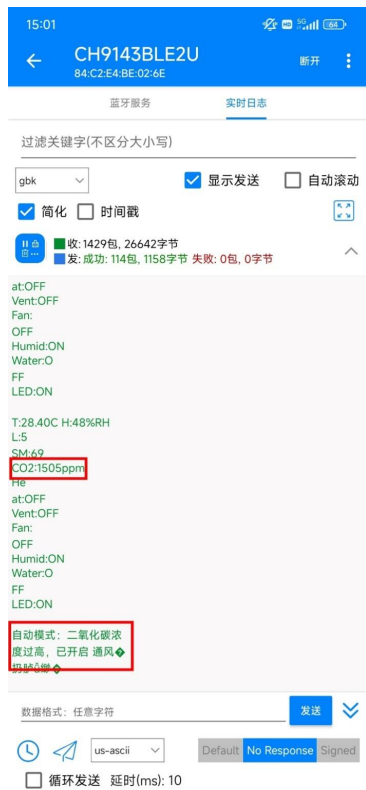 15:01
5G
64
CH9143BLE2U
84:C2:E4:BE:02:6E
断开
蓝牙服务
实时日志
过滤关键字(不区分大小写)
gbk
显示发送
自动滚动
简化
时间戳
收: 1429包, 26642字节
发: 成功: 114包, 1158字节 失败: 0包, 0字节
at:OFF
Vent:OFF
Fan:
OFF
Humid:ON
Water:O
FF
LED:ON
T:28.40C H:48%RH
L:5
SM:69
CO2:1505ppm
He
at:OFF
Vent:OFF
Fan:
OFF
Humid:ON
Water:O
FF
LED:ON
自动模式：二氧化碳浓
度过高，已开启 通风�
数据格式: 任意字符
发送
us-ascii
Default
No Response
Signed
循环发送
延时(ms): 10